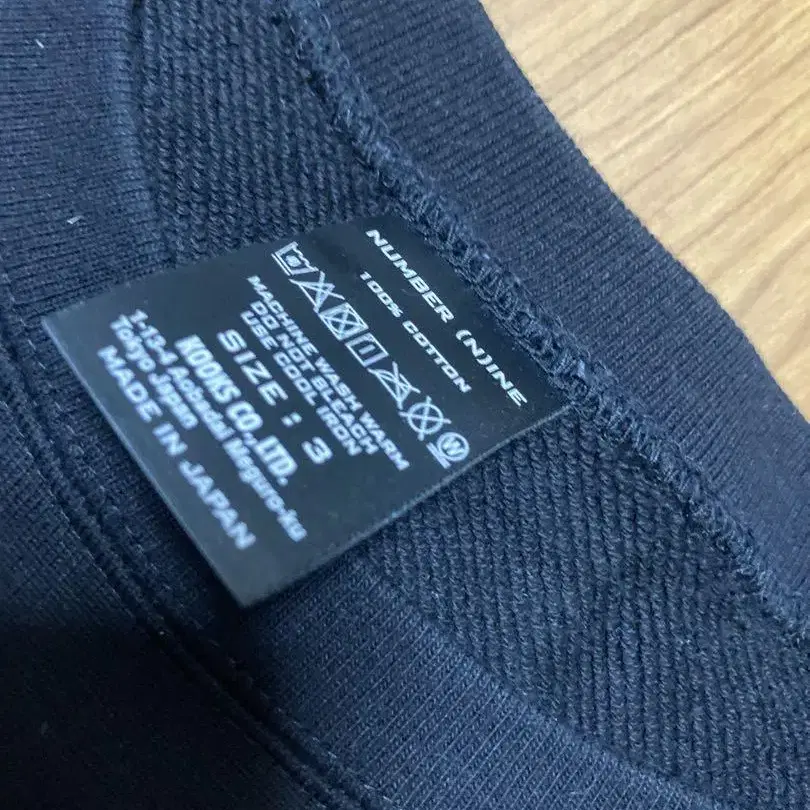 NUMBER (N)INE
100% COTTON
W
MACHINE WASH WARM
DO NOT BLEACH
USE COOL IRON
SIZE : 3
KOOKS CO.,LTD.
1-13-4 Aobadai Meguro-ku
Tokyo Japan
MADE IN JAPAN